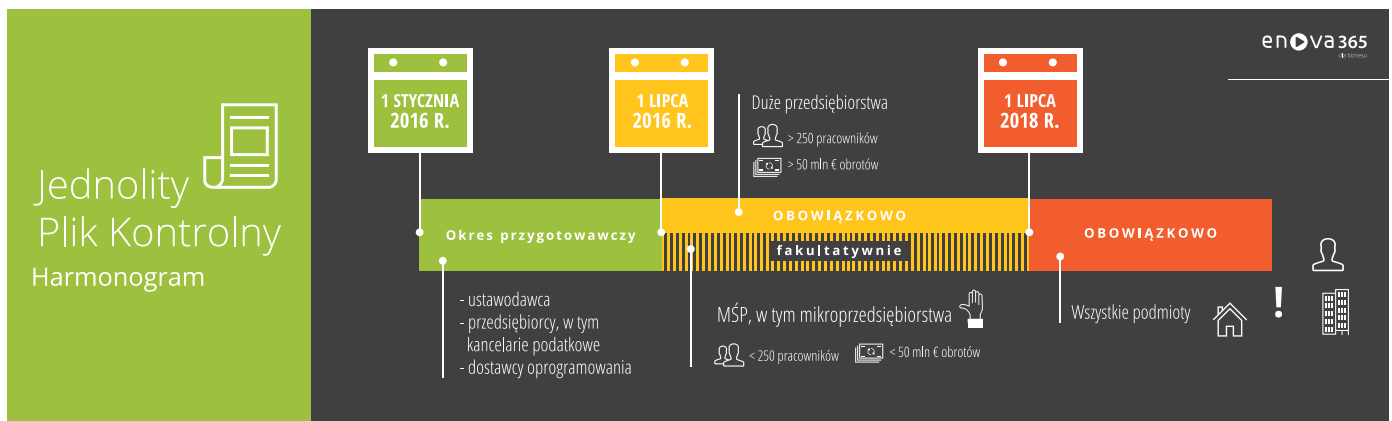 Jednolity
Plik Kontrolny
Harmonogram
1 STYCZNIA
2016 R.
1 LIPCA
2016 R.
Duże przedsiębiorstwa
> 250 pracowników
> 50 mln € obrotów
1 LIPCA
2018 R.
enova365
dla biznesu
Okres przygotowawczy
OBOWIĄZKOWO
fakultatywnie
OBOWIĄZKOWO
- ustawodawca
- przedsiębiorcy, w tym
kancelarie podatkowe
- dostawcy oprogramowania
MŚP, w tym mikroprzedsiębiorstwa
< 250 pracowników
< 50 mln € obrotów
Wszystkie podmioty
!